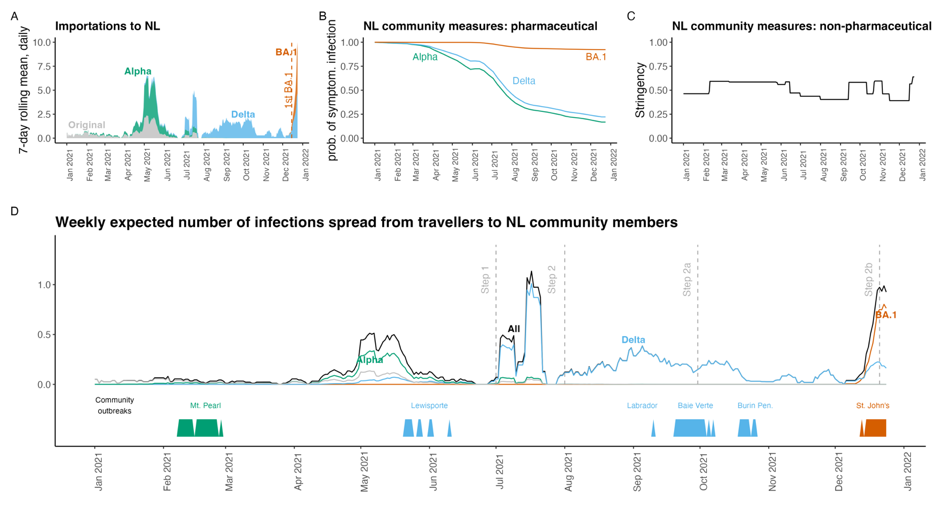 A
Importations to NL
7-day rolling mean, daily
10.0
7.5
5.0
2.5
0.0
Original
Alpha
Delta
BA.1
1st BA.1
Jan 2021
Feb 2021
Mar 2021
Apr 2021
May 2021
Jun 2021
Jul 2021
Aug 2021
Sep 2021
Oct 2021
Nov 2021
Dec 2021
Jan 2022
B
NL community measures: pharmaceutical
prob. of symptom. infection
1.00
0.75
0.50
0.25
0.00
Alpha
Delta
BA.1
Jan 2021
Feb 2021
Mar 2021
Apr 2021
May 2021
Jun 2021
Jul 2021
Aug 2021
Sep 2021
Oct 2021
Nov 2021
Dec 2021
Jan 2022
C
NL community measures: non-pharmaceutical
Stringency
1.00
0.75
0.50
0.25
0.00
Jan 2021
Feb 2021
Mar 2021
Apr 2021
May 2021
Jun 2021
Jul 2021
Aug 2021
Sep 2021
Oct 2021
Nov 2021
Dec 2021
Jan 2022
D
Weekly expected number of infections spread from travellers to NL community members
1.0
0.5
0.0
Step 1
Step 2
Step 2a
Step 2b
All
Alpha
Delta
BA.1
Community
outbreaks
Mt. Pearl
Lewisporte
Labrador
Baie Verte
Burin Pen.
St. John's
Jan 2021
Feb 2021
Mar 2021
Apr 2021
May 2021
Jun 2021
Jul 2021
Aug 2021
Sep 2021
Oct 2021
Nov 2021
Dec 2021
Jan 2022